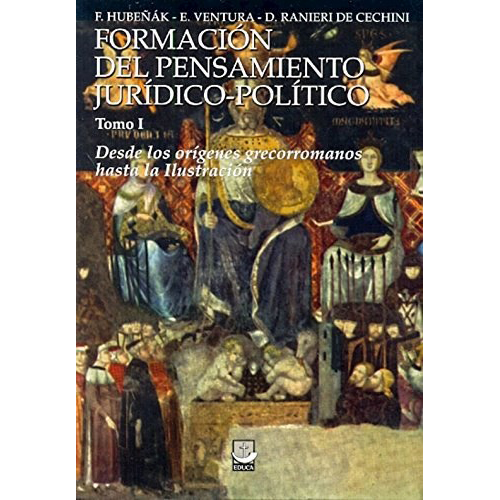 F. HUBEÑÁK - E. VENTURA - D. RANIERI DE CECHINI
FORMACIÓN
DEL PENSAMIENTO
JURÍDICO-POLÍTICO
Tomo I
Desde los orígenes grecorromanos
hasta la Ilustración
EDUCA